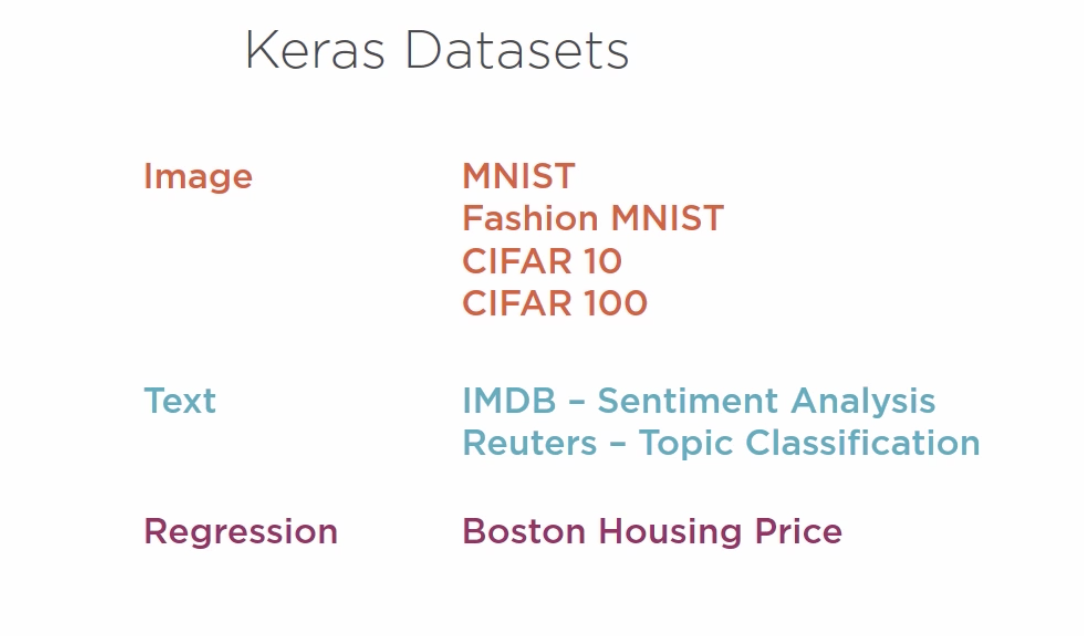 Keras Datasets
Image
MNIST
Fashion MNIST
CIFAR 10
CIFAR 100
Text
IMDB – Sentiment Analysis
Reuters – Topic Classification
Regression
Boston Housing Price